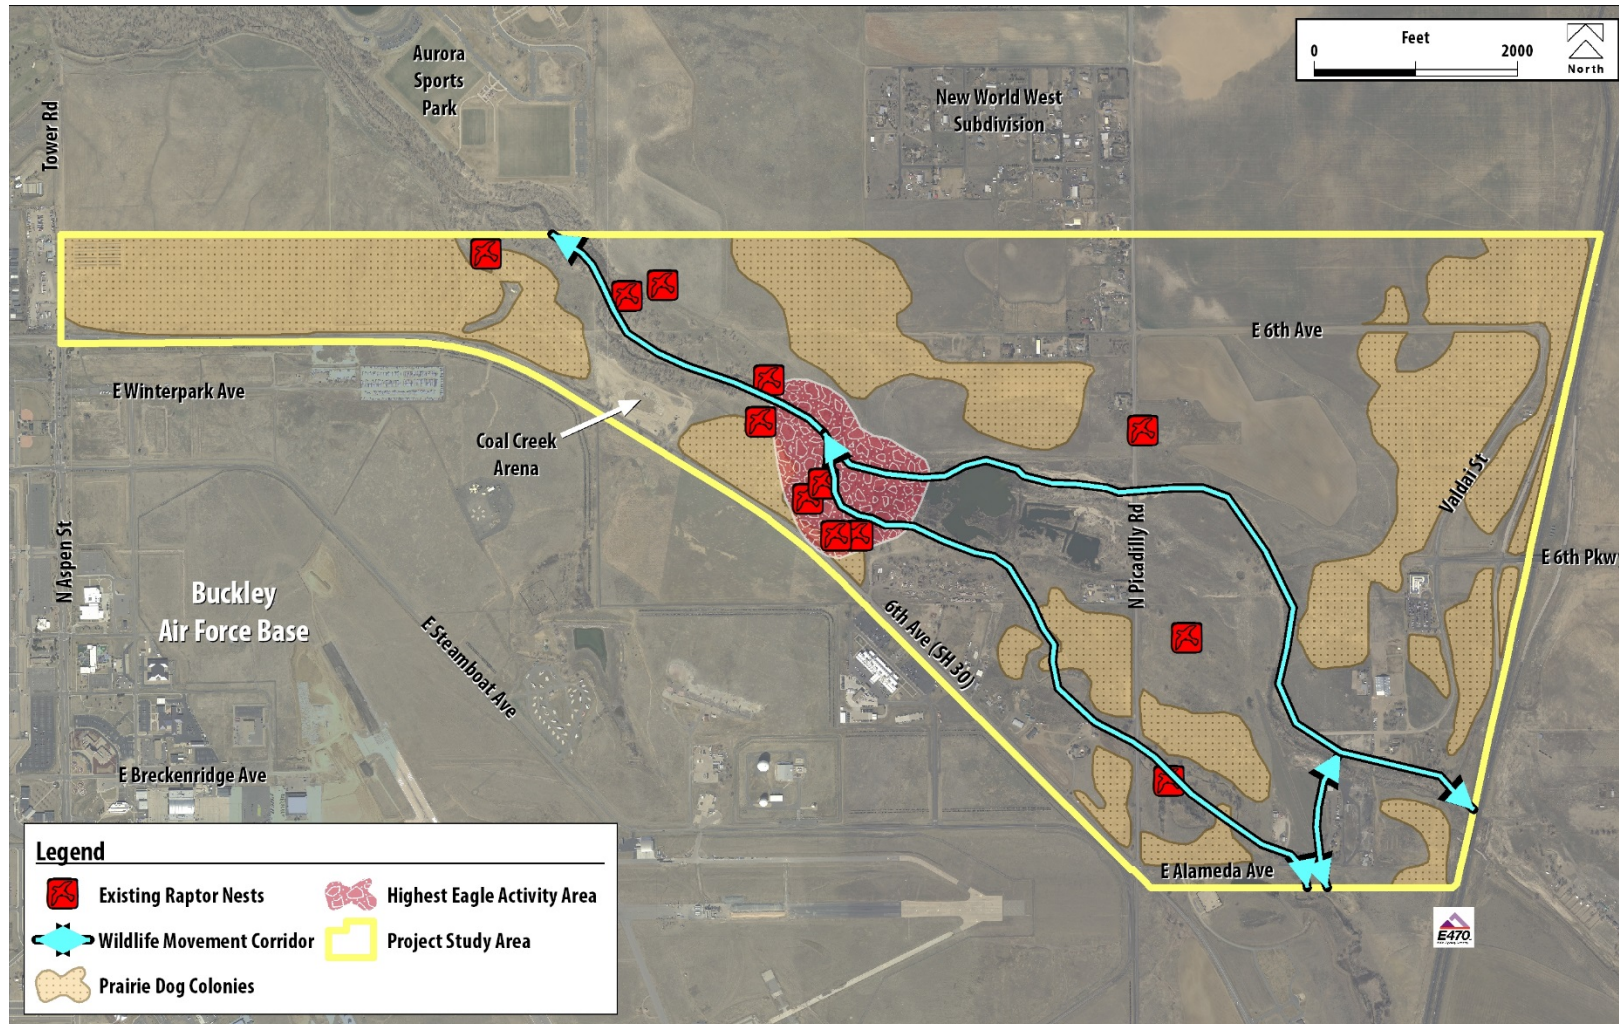 Aurora
Sports
Park
Feet
0 2000
North
New World West
Subdivision
Tower Rd
E 6th Ave
E Winterpark Ave
Coal Creek
Arena
Valdai St
N Aspen St
N Picadilly Rd
E 6th Pkw
Buckley
Air Force Base
E Steamboat Ave
6th Ave (SH 30)
E Breckenridge Ave
E Alameda Ave
Legend
Existing Raptor Nests
Highest Eagle Activity Area
Wildlife Movement Corridor
Project Study Area
Prairie Dog Colonies
E470